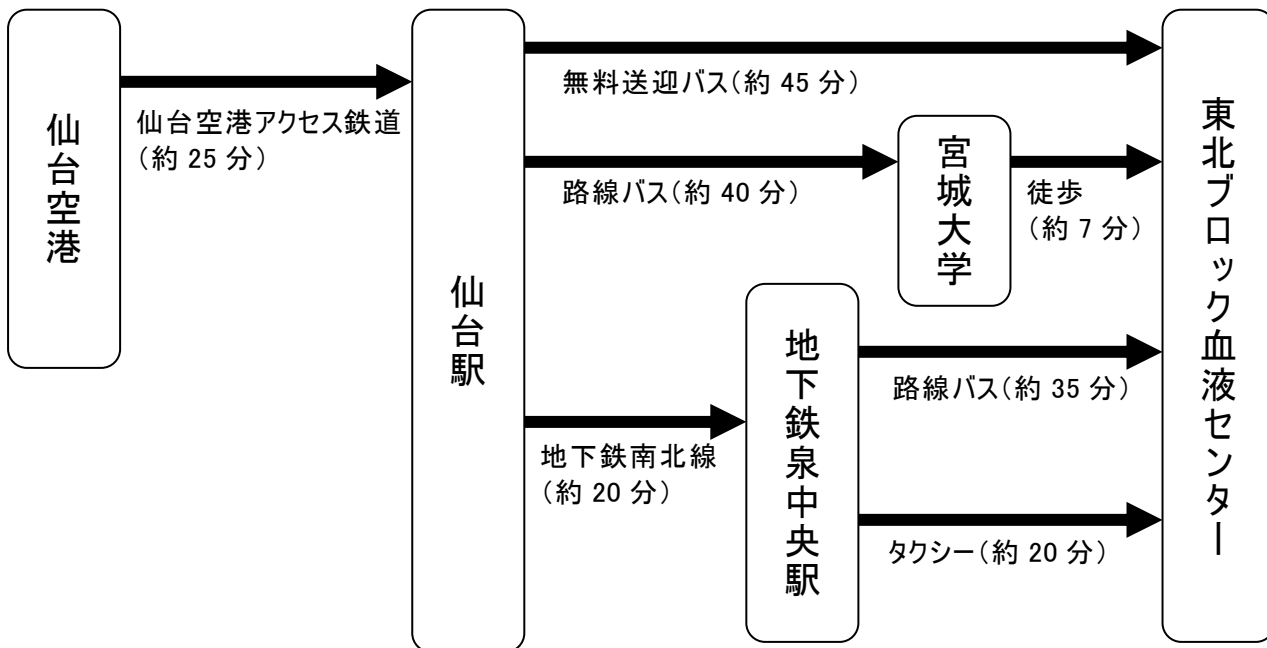 仙台空港
仙台空港アクセス鉄道
（約 25 分）
仙台駅
無料送迎バス（約 45 分）
路線バス（約 40 分）
宮城大学
徒歩
（約 7 分）
地下鉄南北線
（約 20 分）
地下鉄泉中央駅
路線バス（約 35 分）
タクシー（約 20 分）
東北ブロック血液センター